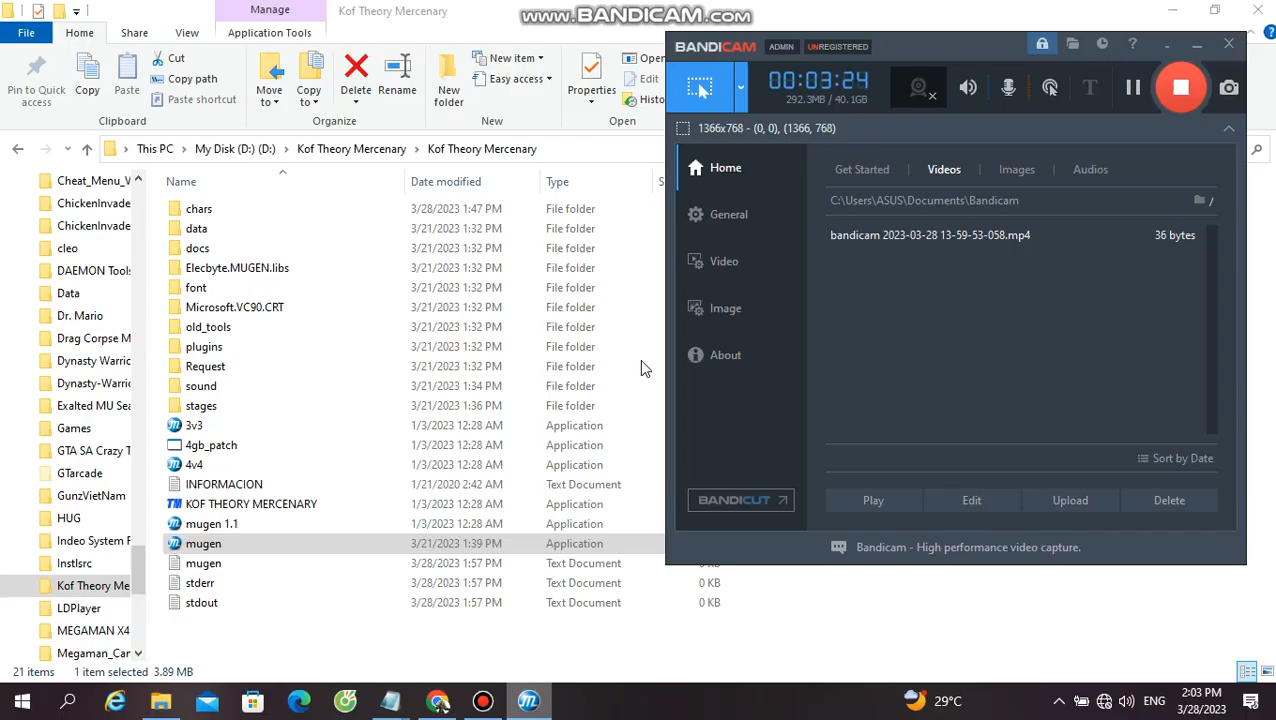 Manage
Kof Theory Mercenary
www.BANDICAM.com
File
Home
Share
View
Application Tools
Pin to Quick access
Copy
Paste
Cut
Copy path
Paste shortcut
Clipboard
Move to
Copy to
Delete
Rename
Organize
New folder
New item
Easy access
New
Properties
Open
Edit
Histo
Open
BANDICAM
ADMIN
UNREGISTERED
00:03:24
292.3MB / 40.1GB
1366x768 - (0, 0), (1366, 768)
This PC
My Disk (D:) (D:)
Kof Theory Mercenary
Kof Theory Mercenary
Name
Date modified
Type
S
Cheat_Menu_V
ChickenInvade
ChickenInvade
cleo
DAEMON Tools
Data
Dr. Mario
Drag Corpse M
Dynasty Warric
Dynasty-Warric
Exalted MU Sea
Games
GTA SA Crazy T
GTarcade
GunzVietNam
HUG
Indeo System F
Instlsrc
Kof Theory Me
LDPlayer
MEGAMAN X4
Megaman_Can
chars 3/28/2023 1:47 PM File folder
data 3/21/2023 1:32 PM File folder
docs 3/21/2023 1:32 PM File folder
Elecbyte.MUGEN.libs 3/21/2023 1:32 PM File folder
font 3/21/2023 1:32 PM File folder
Microsoft.VC90.CRT 3/21/2023 1:32 PM File folder
old_tools 3/21/2023 1:32 PM File folder
plugins 3/21/2023 1:32 PM File folder
Request 3/21/2023 1:32 PM File folder
sound 3/21/2023 1:34 PM File folder
stages 3/21/2023 1:36 PM File folder
3v3 1/3/2023 12:28 AM Application
4gb_patch 1/3/2023 12:28 AM Application
4v4 1/3/2023 12:28 AM Application
INFORMACION 1/21/2020 2:42 AM Text Document
KOF THEORY MERCENARY 1/3/2023 12:28 AM Application
mugen 1.1 1/3/2023 12:28 AM Application
mugen 3/21/2023 1:39 PM Application
mugen 3/28/2023 1:57 PM Text Document
stderr 3/28/2023 1:57 PM Text Document 0 KB
stdout 3/28/2023 1:57 PM Text Document 0 KB
Home
General
Video
Image
About
BANDICUT
Get Started
Videos
Images
Audios
C:\Users\ASUS\Documents\Bandicam
bandicam 2023-03-28 13-59-53-058.mp4 36 bytes
Sort by Date
Play
Edit
Upload
Delete
Bandicam - High performance video capture.
21 items
1 item selected 3.89 MB
29°C
ENG
2:03 PM
3/28/2023